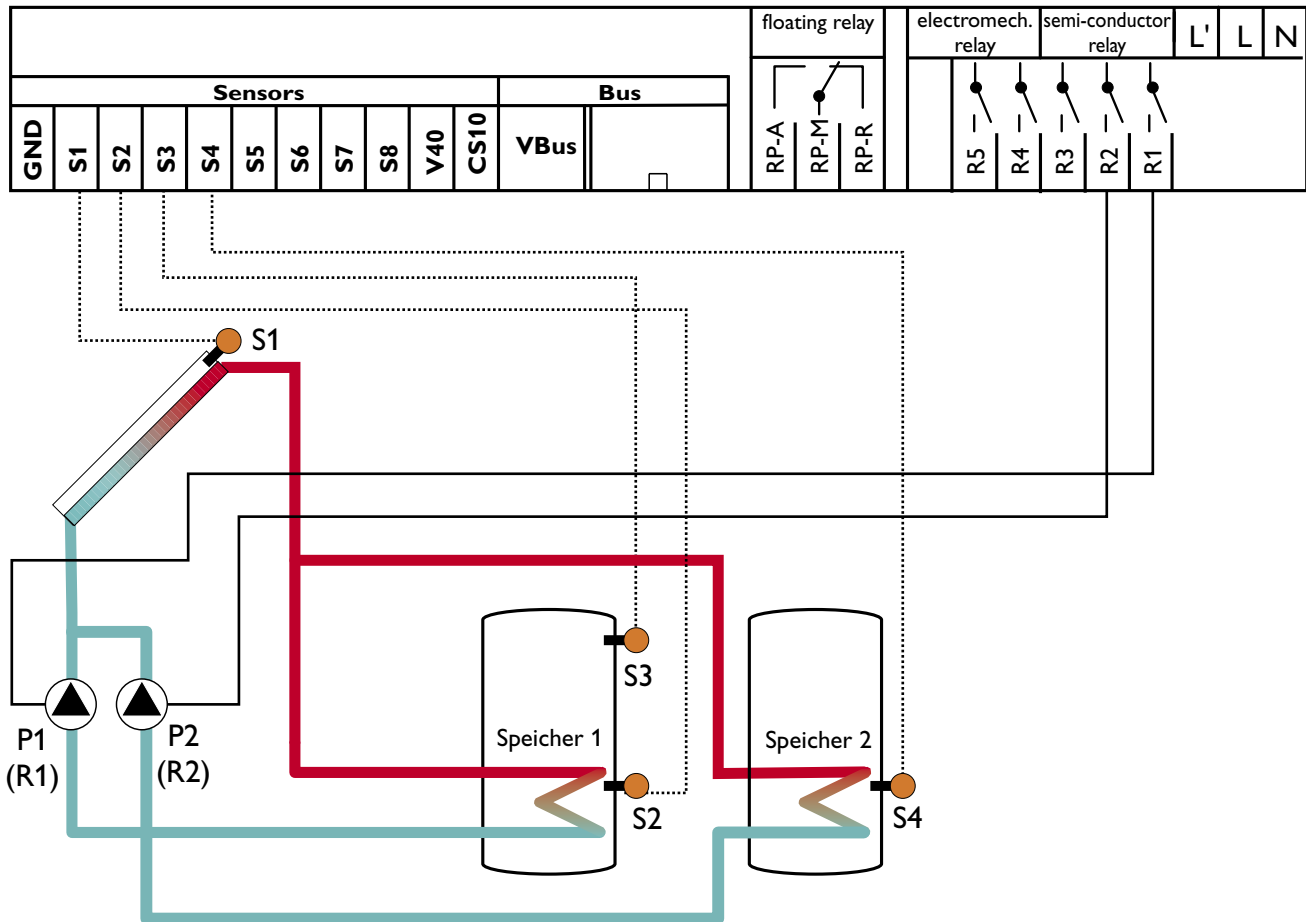 floating relay
electromech. relay
semi-conductor relay
L'
L
N
Sensors
Bus
GND
S1
S2
S3
S4
S5
S6
S7
S8
V40
CS10
VBus
RP-A
RP-M
RP-R
R5
R4
R3
R2
R1
S1
S3
P1
(R1)
P2
(R2)
Speicher 1
Speicher 2
S2
S4